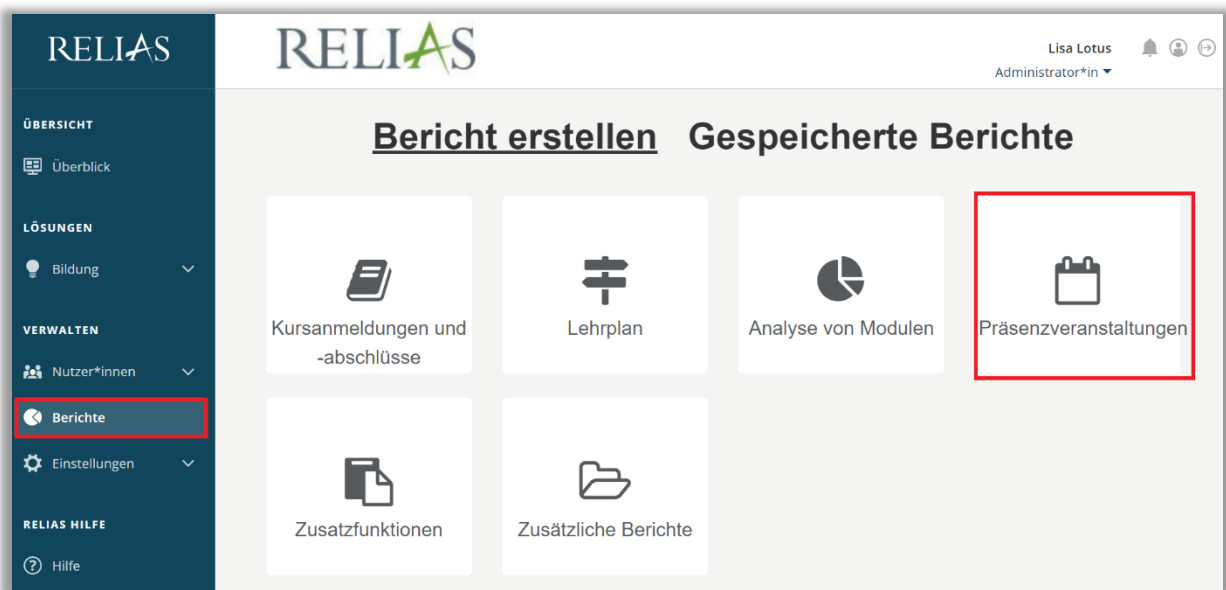 RELIAS
RELIAS
Lisa Lotus
Administrator*in
ÜBERSICHT
Überblick
LÖSUNGEN
Bildung
VERWALTEN
Nutzer*innen
Berichte
Einstellungen
RELIAS HILFE
Hilfe
Bericht erstellen Gespeicherte Berichte
Kursanmeldungen und
-abschlüsse
Lehrplan
Analyse von Modulen
Präsenzveranstaltungen
Zusatzfunktionen
Zusätzliche Berichte